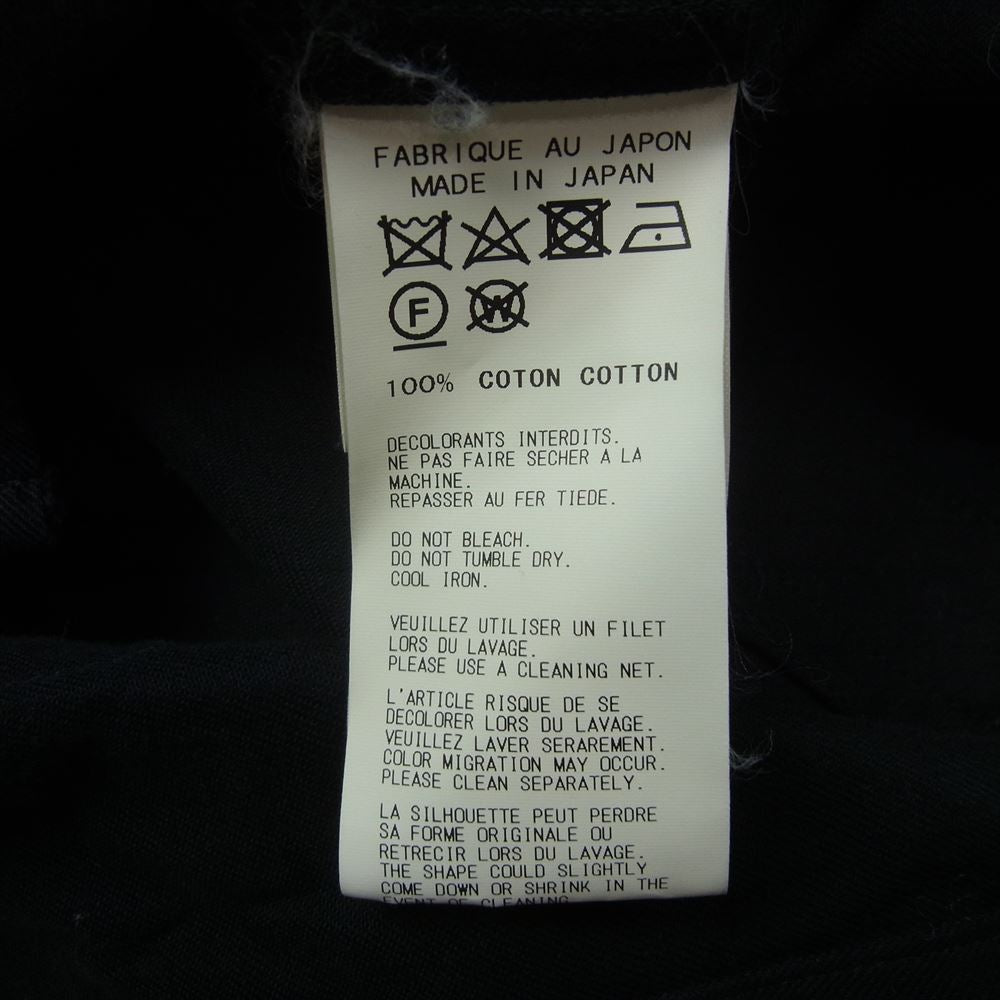 FABRIQUE AU JAPON
MADE IN JAPAN
F W
100% COTON COTTON
DECOLORANTS INTERDITS.
NE PAS FAIRE SECHER A LA
MACHINE.
REPASSER AU FER TIEDE.
DO NOT BLEACH.
DO NOT TUMBLE DRY.
COOL IRON.
VEUILLEZ UTILISER UN FILET
LORS DU LAVAGE.
PLEASE USE A CLEANING NET.
L'ARTICLE RISQUE DE SE
DECOLORER LORS DU LAVAGE.
VEUILLEZ LAVER SERAREMENT.
COLOR MIGRATION MAY OCCUR.
PLEASE CLEAN SEPARATELY.
LA SILHOUETTE PEUT PERDRE
SA FORME ORIGINALE OU
RETRECIR LORS DU LAVAGE.
THE SHAPE COULD SLIGHTLY
COME DOWN OR SHRINK IN THE
EVENT OF CLEANING